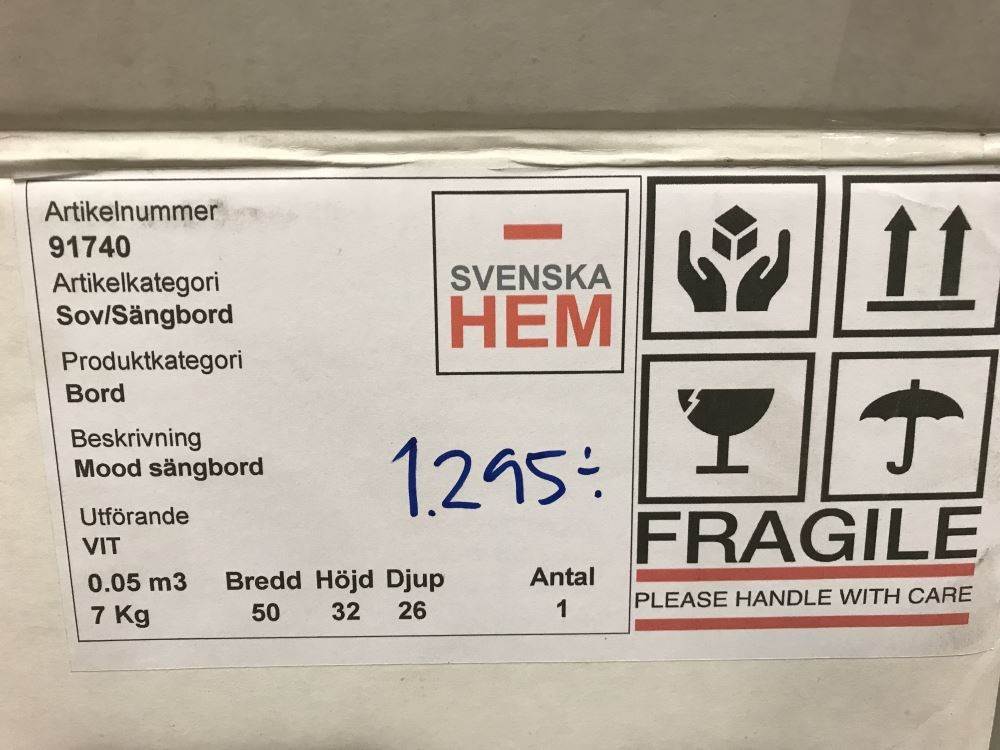 Artikelnummer
91740
Artikelkategori
Sov/Sängbord
Produktkategori
Bord
Beskrivning
Mood sängbord
Utförande
VIT
0.05 m3 Bredd Höjd Djup Antal
7 Kg 50 32 26 1
SVENSKA
HEM
1.295:-
FRAGILE
PLEASE HANDLE WITH CARE